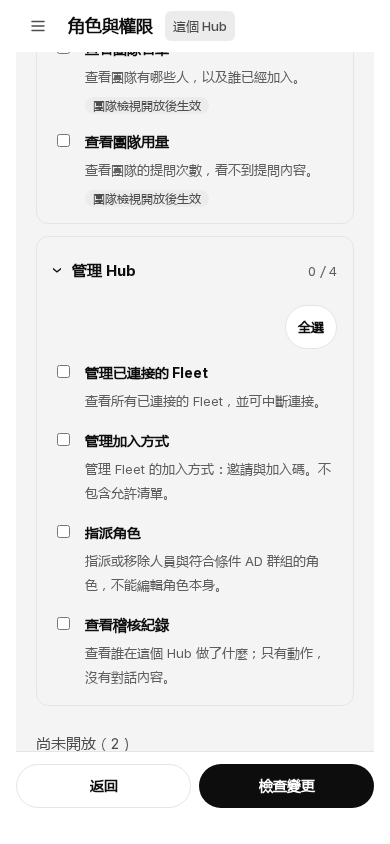 角色與權限
這個 Hub
查看團隊名單
查看團隊有哪些人，以及誰已經加入。
團隊檢視開放後生效
查看團隊用量
查看團隊的提問次數，看不到提問內容。
團隊檢視開放後生效
管理 Hub
0 / 4
全選
管理已連接的 Fleet
查看所有已連接的 Fleet，並可中斷連接。
管理加入方式
管理 Fleet 的加入方式：邀請與加入碼。不
包含允許清單。
指派角色
指派或移除人員與符合條件 AD 群組的角
色，不能編輯角色本身。
查看稽核紀錄
查看誰在這個 Hub 做了什麼；只有動作，
沒有對話內容。
尚未開放（2）
返回
檢查變更